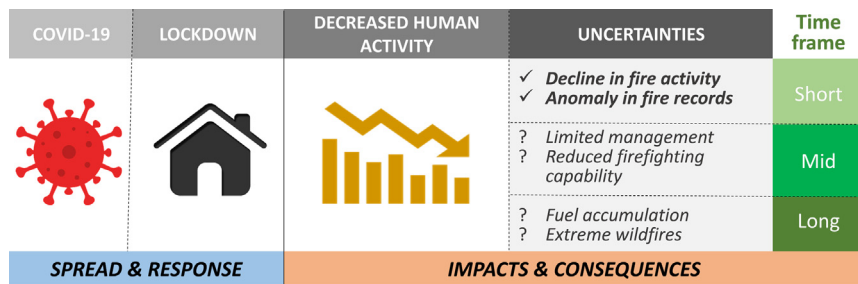 COVID-19
LOCKDOWN
DECREASED HUMAN
ACTIVITY
UNCERTAINTIES
Time
frame
✓ Decline in fire activity
✓ Anomaly in fire records
Short
? Limited management
? Reduced firefighting
capability
Mid
? Fuel accumulation
? Extreme wildfires
Long
SPREAD & RESPONSE
IMPACTS & CONSEQUENCES